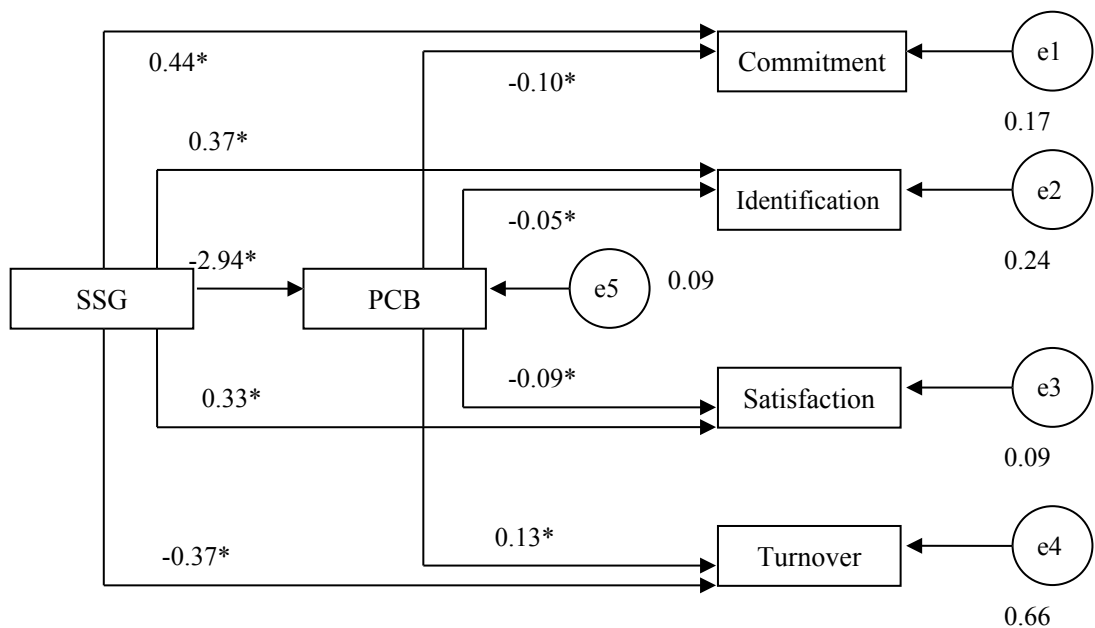 0.44*
Commitment
e1
-0.10*
0.17
0.37*
Identification
e2
-0.05*
0.24
-2.94*
SSG
PCB
e5
0.09
-0.09*
0.33*
Satisfaction
e3
0.09
0.13*
-0.37*
Turnover
e4
0.66